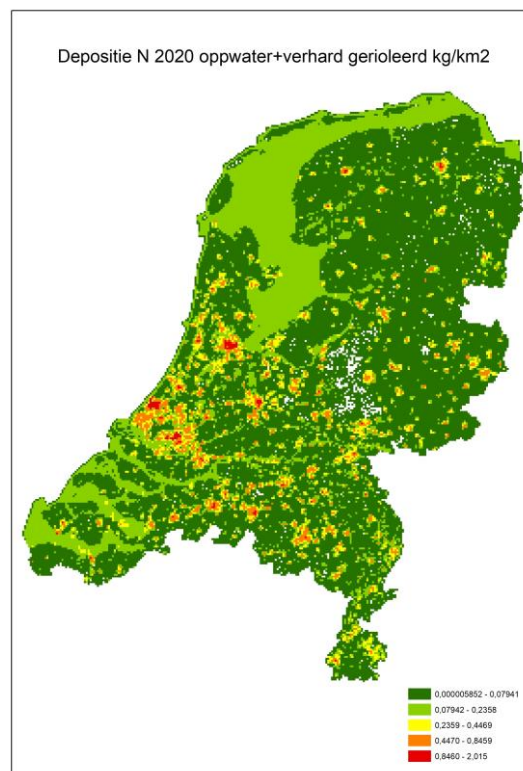 Depositie N 2020 oppwater+verhard gerioleerd kg/km2
0,000005852 - 0,07941
0,07942 - 0,2358
0,2359 - 0,4469
0,4470 - 0,8459
0,8460 - 2,015